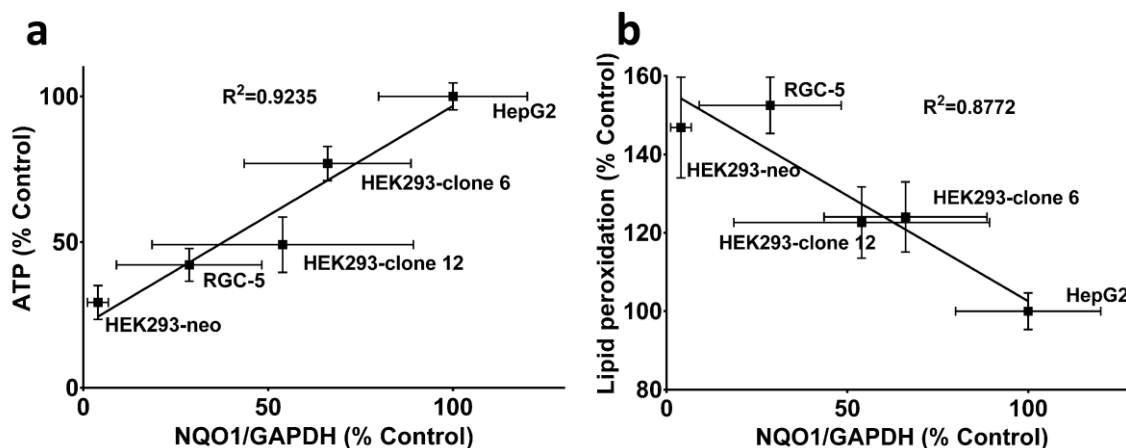 a
ATP (% Control)
100
50
0
R²=0.9235
HepG2
HEK293-clone 6
HEK293-clone 12
RGC-5
HEK293-neo
0
50
100
NQO1/GAPDH (% Control)
b
Lipid peroxidation (% Control)
160
140
120
100
80
RGC-5
R²=0.8772
HEK293-neo
HEK293-clone 6
HEK293-clone 12
HepG2
0
50
100
NQO1/GAPDH (% Control)